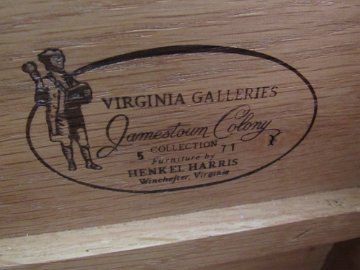 VIRGINIA GALLERIES
Jamestown Colony
5 COLLECTION 71
Furniture by
HENKEL HARRIS
Winchester, Virginia